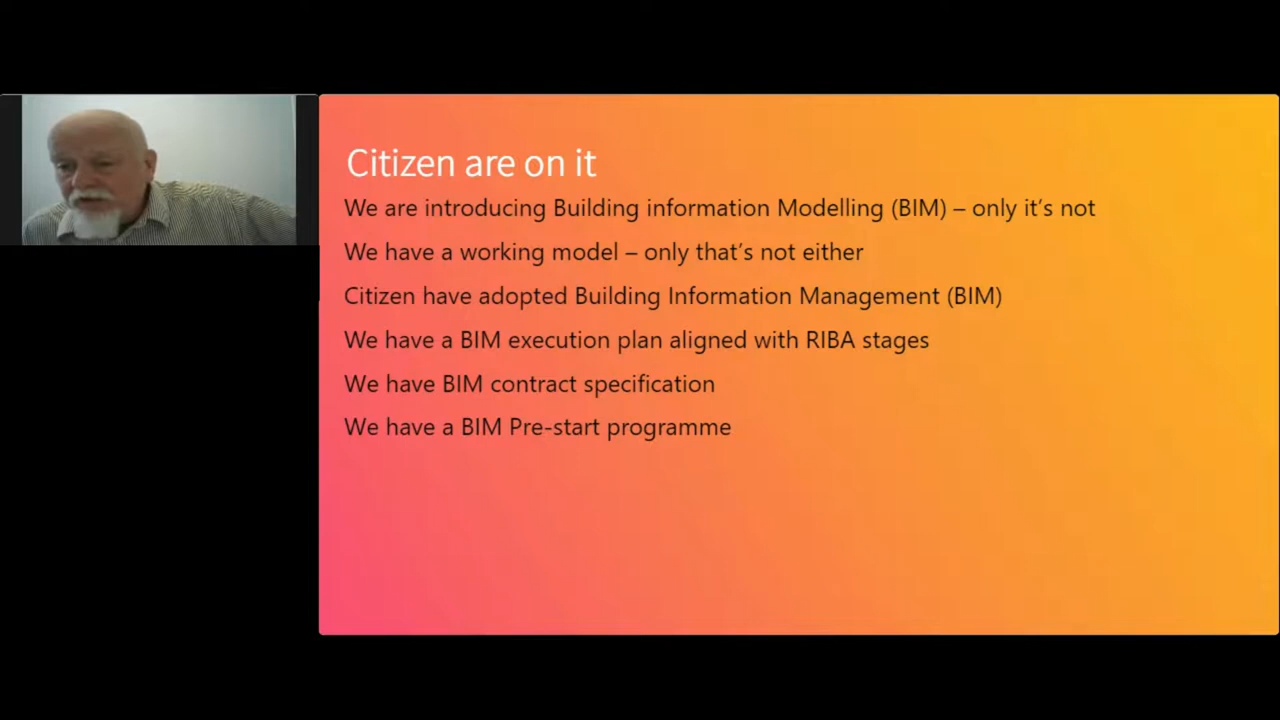 Citizen are on it
We are introducing Building information Modelling (BIM) – only it’s not
We have a working model – only that’s not either
Citizen have adopted Building Information Management (BIM)
We have a BIM execution plan aligned with RIBA stages
We have BIM contract specification
We have a BIM Pre-start programme